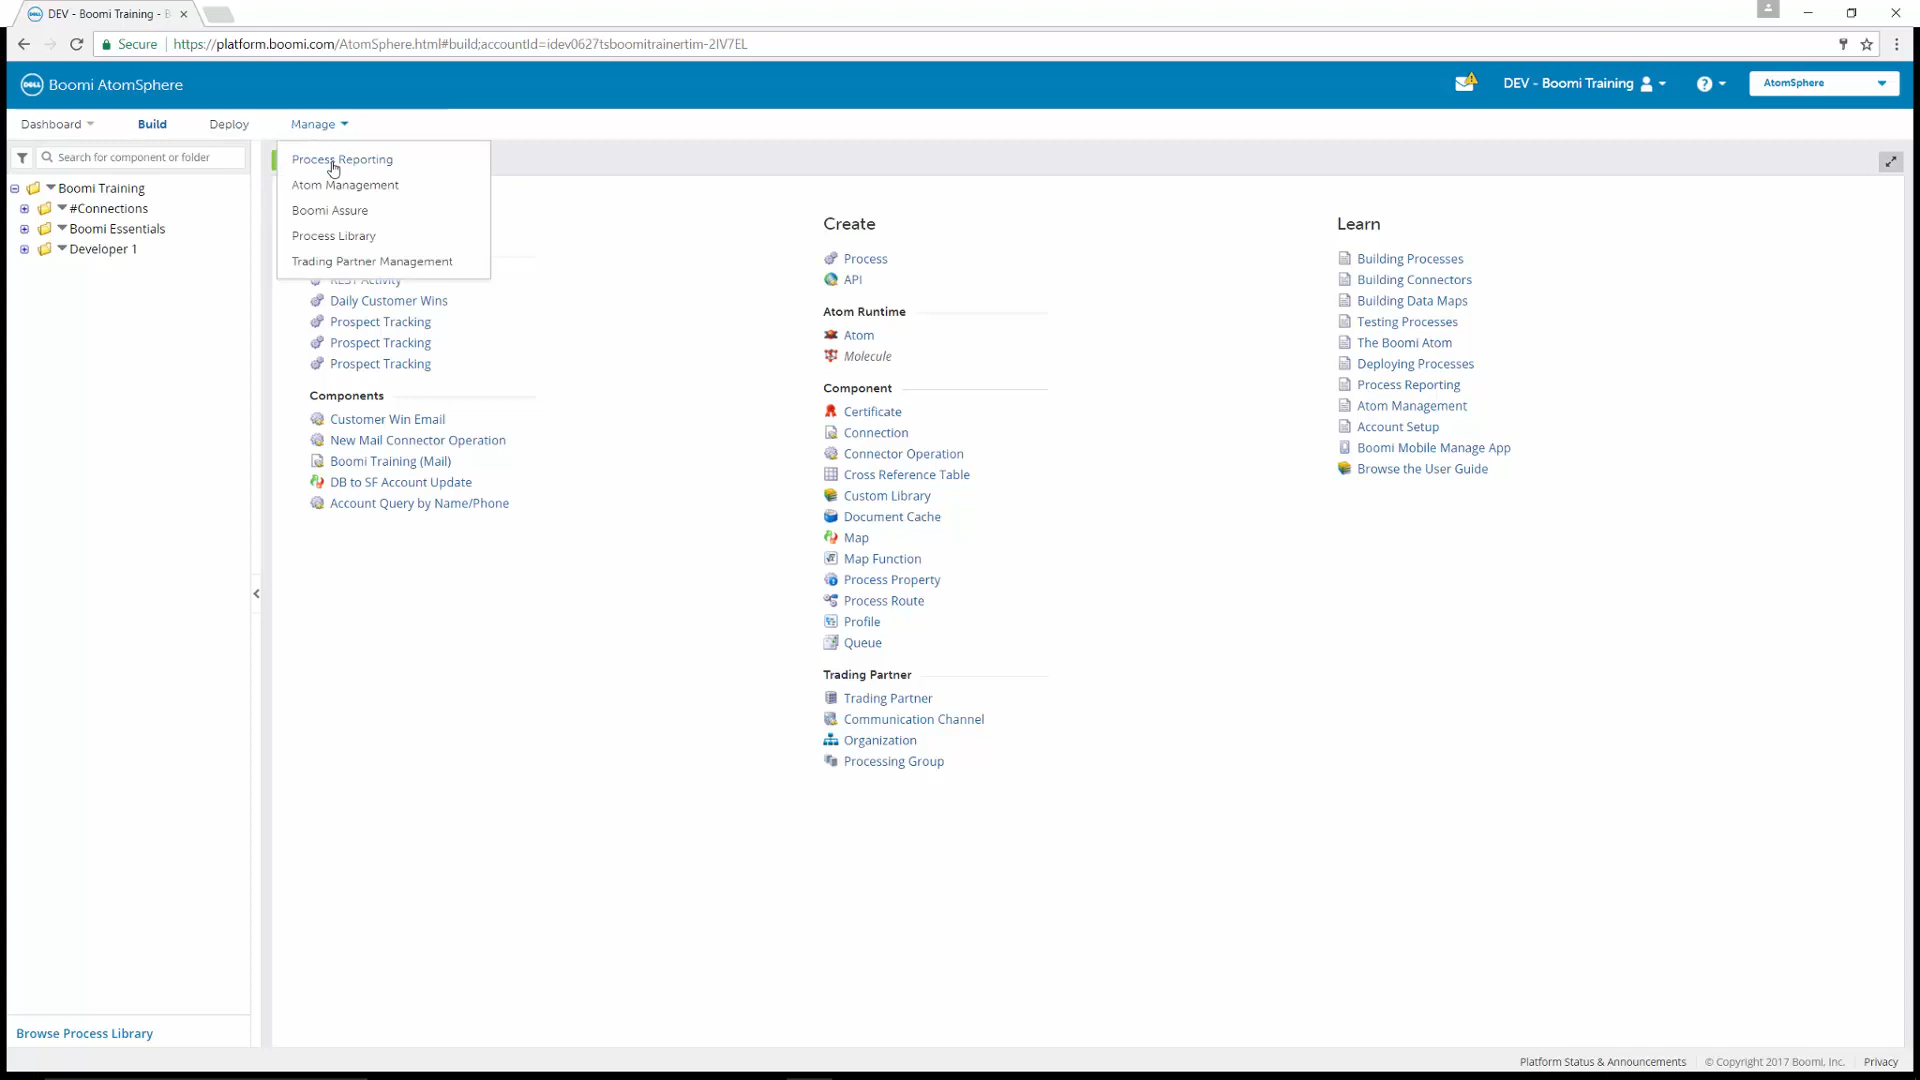 DEV - Boomi Training - B
Secure
https://platform.boomi.com/AtomSphere.html#build;accountId=idev0627tsboomitrainertim-2IV7EL
DELL
Boomi AtomSphere
DEV - Boomi Training
AtomSphere
Dashboard
Build
Deploy
Manage
Search for component or folder
Boomi Training
#Connections
Boomi Essentials
Developer 1
Browse Process Library
Process Reporting
Atom Management
Boomi Assure
Process Library
Trading Partner Management
REST Activity
Daily Customer Wins
Prospect Tracking
Prospect Tracking
Prospect Tracking
Components
Customer Win Email
New Mail Connector Operation
Boomi Training (Mail)
DB to SF Account Update
Account Query by Name/Phone
Create
Process
API
Atom Runtime
Atom
Molecule
Component
Certificate
Connection
Connector Operation
Cross Reference Table
Custom Library
Document Cache
Map
Map Function
Process Property
Process Route
Profile
Queue
Trading Partner
Trading Partner
Communication Channel
Organization
Processing Group
Learn
Building Processes
Building Connectors
Building Data Maps
Testing Processes
The Boomi Atom
Deploying Processes
Process Reporting
Atom Management
Account Setup
Boomi Mobile Manage App
Browse the User Guide
Platform Status & Announcements
© Copyright 2017 Boomi, Inc.
Privacy